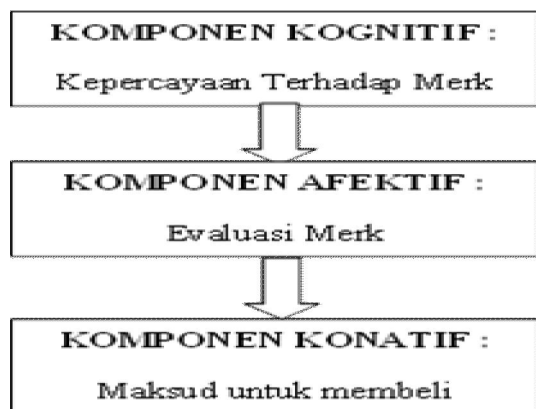 KOMPONEN KOGNITIF :
Kepercayaan Terhadap Merk
KOMPONEN AFEKTIF :
Evaluasi Merk
KOMPONEN KONATIF :
Maksud untuk membeli